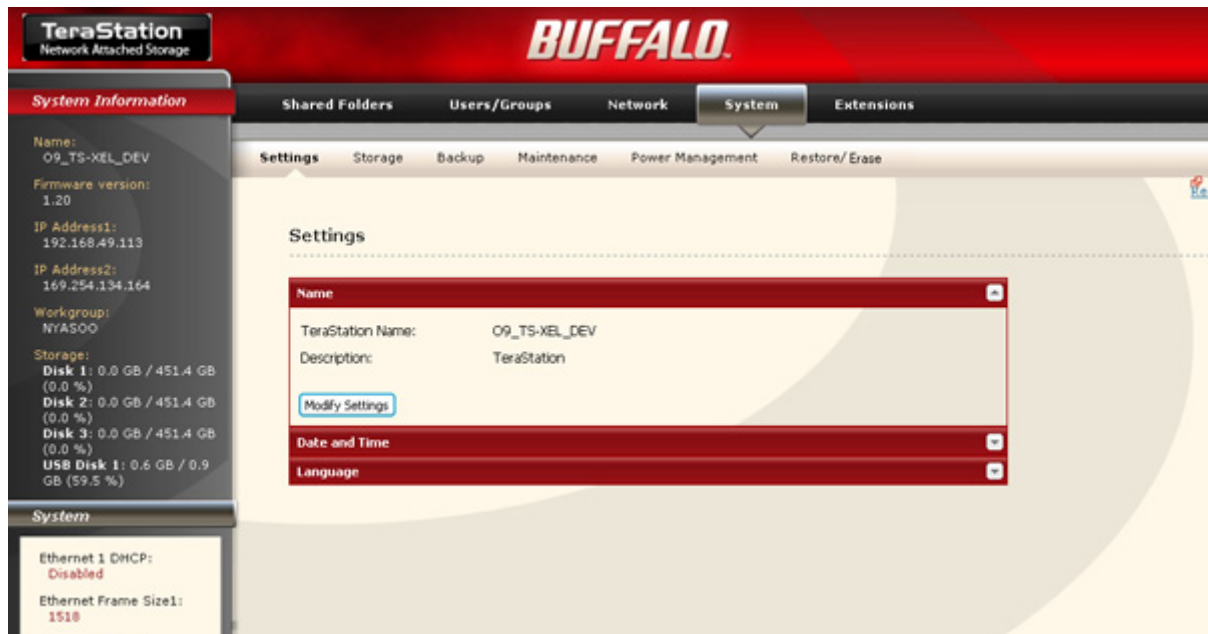 TeraStation
Network Attached Storage
BUFFALO
System Information
Shared Folders
Users/Groups
Network
System
Extensions
Settings
Storage
Backup
Maintenance
Power Management
Restore/ Erase
Name:
O9_TS-XEL_DEV
Firmware version:
1.20
IP Address1:
192.168.49.113
IP Address2:
169.254.134.164
Workgroup:
NYASOO
Storage:
Disk 1: 0.0 GB / 451.4 GB
(0.0 %)
Disk 2: 0.0 GB / 451.4 GB
(0.0 %)
Disk 3: 0.0 GB / 451.4 GB
(0.0 %)
USB Disk 1: 0.6 GB / 0.9
GB (59.5 %)
System
Ethernet 1 DHCP:
Disabled
Ethernet Frame Size1:
1518
Settings
Name
TeraStation Name: O9_TS-XEL_DEV
Description: TeraStation
Modify Settings
Date and Time
Language